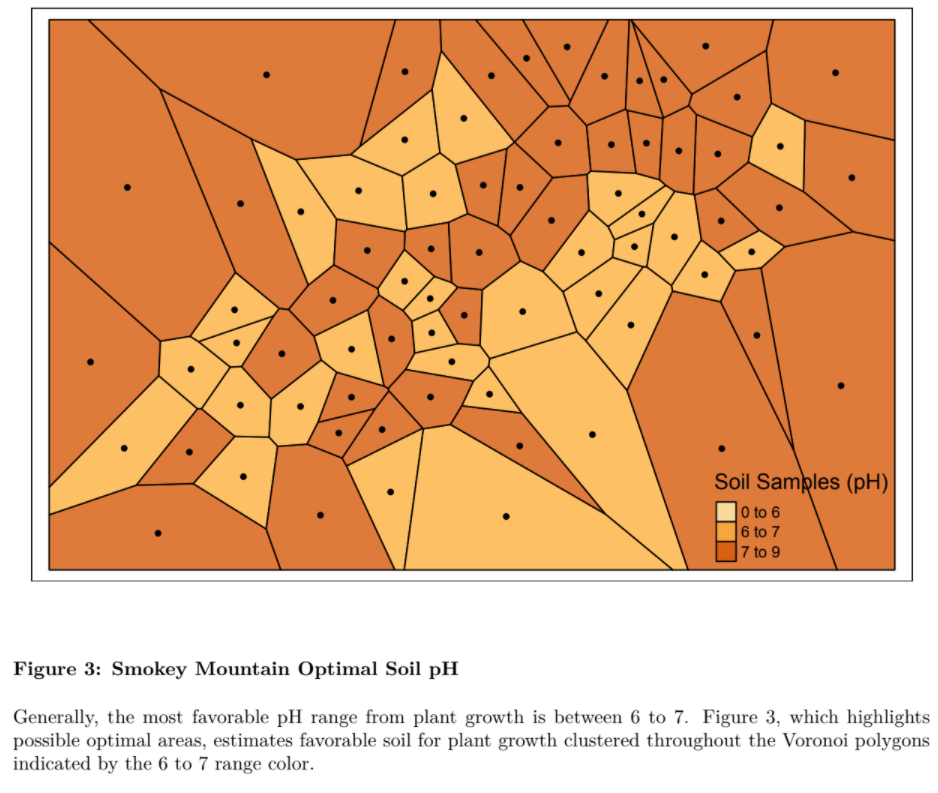 Soil Samples (pH)
0 to 6
6 to 7
7 to 9
Figure 3: Smokey Mountain Optimal Soil pH
Generally, the most favorable pH range from plant growth is between 6 to 7. Figure 3, which highlights
possible optimal areas, estimates favorable soil for plant growth clustered throughout the Voronoi polygons
indicated by the 6 to 7 range color.